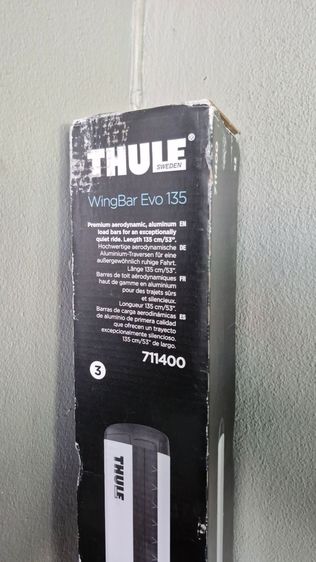 THULE®
SWEDEN
WingBar Evo 135
Premium aerodynamic, aluminum EN
load bars for an exceptionally
quiet ride. Length 135 cm/53".
Hochwertige aerodynamische DE
Aluminium-Traversen für eine
außergewöhnlich ruhige Fahrt.
Länge 135 cm/53".
Barres de toit aérodynamiques FR
haut de gamme en aluminium
pour des trajets sûrs
et silencieux.
Longueur 135 cm/53".
Barras de carga aerodinámicas ES
de aluminio de primera calidad
que ofrecen un trayecto
excepcionalmente silencioso.
135 cm/53" de largo.
711400
3
THULE